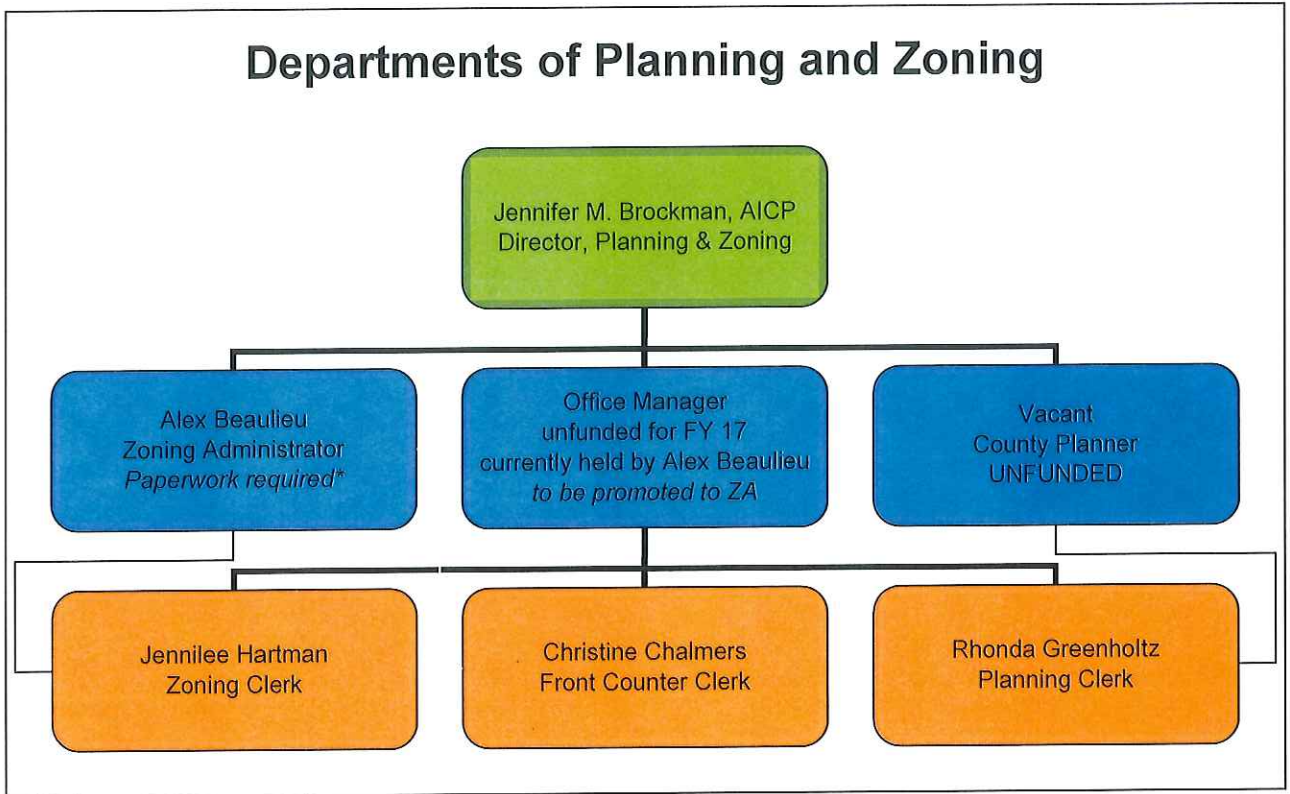 Departments of Planning and Zoning
Jennifer M. Brockman, AICP
Director, Planning & Zoning
Alex Beaulieu
Zoning Administrator
Paperwork required*
Office Manager
unfunded for FY 17
currently held by Alex Beaulieu
to be promoted to ZA
Vacant
County Planner
UNFUNDED
Jennilee Hartman
Zoning Clerk
Christine Chalmers
Front Counter Clerk
Rhonda Greenholtz
Planning Clerk